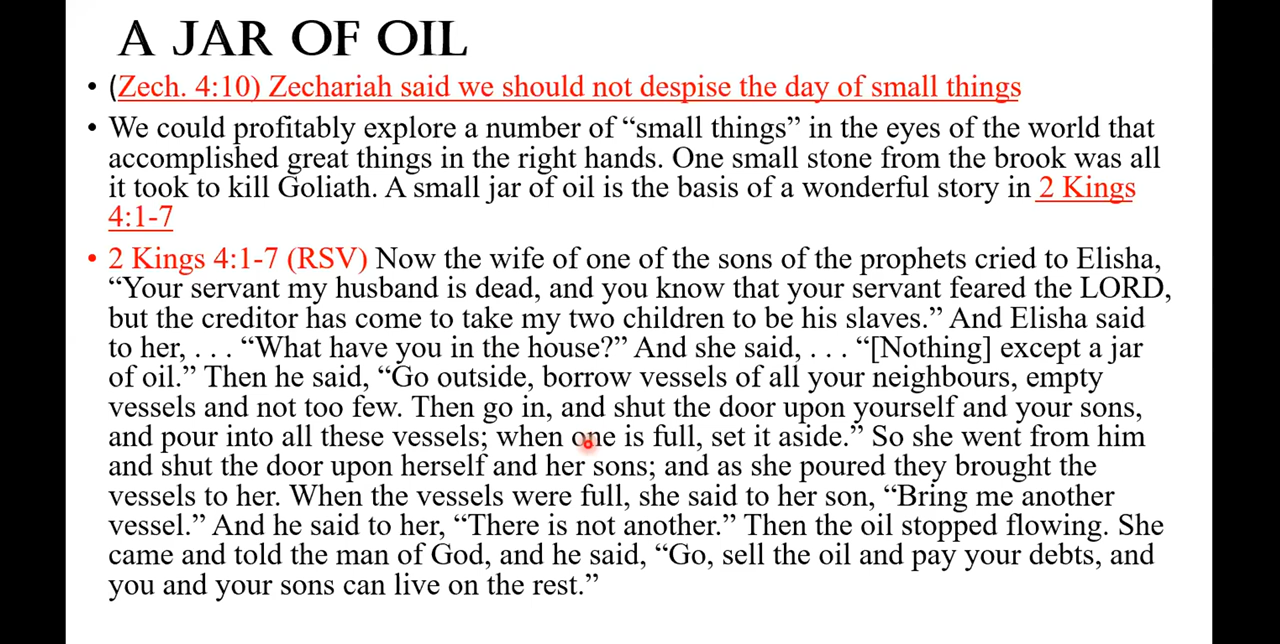 A JAR OF OIL
• (Zech. 4:10) Zechariah said we should not despise the day of small things
• We could profitably explore a number of “small things” in the eyes of the world that
accomplished great things in the right hands. One small stone from the brook was all
it took to kill Goliath. A small jar of oil is the basis of a wonderful story in 2 Kings
4:1-7
• 2 Kings 4:1-7 (RSV) Now the wife of one of the sons of the prophets cried to Elisha,
“Your servant my husband is dead, and you know that your servant feared the LORD,
but the creditor has come to take my two children to be his slaves.” And Elisha said
to her, . . . “What have you in the house?” And she said, . . . “[Nothing] except a jar
of oil.” Then he said, “Go outside, borrow vessels of all your neighbours, empty
vessels and not too few. Then go in, and shut the door upon yourself and your sons,
and pour into all these vessels; when one is full, set it aside.” So she went from him
and shut the door upon herself and her sons; and as she poured they brought the
vessels to her. When the vessels were full, she said to her son, “Bring me another
vessel.” And he said to her, “There is not another.” Then the oil stopped flowing. She
came and told the man of God, and he said, “Go, sell the oil and pay your debts, and
you and your sons can live on the rest.”